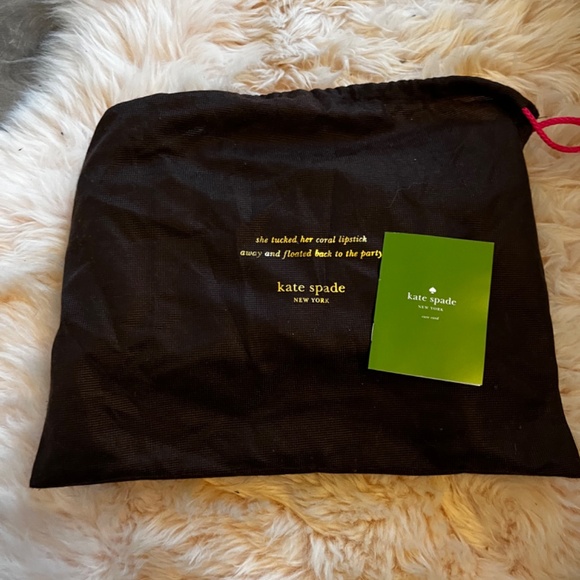 she tucked her coral lipstick
away and floated back to the party
kate spade
NEW YORK
kate spade
NEW YORK